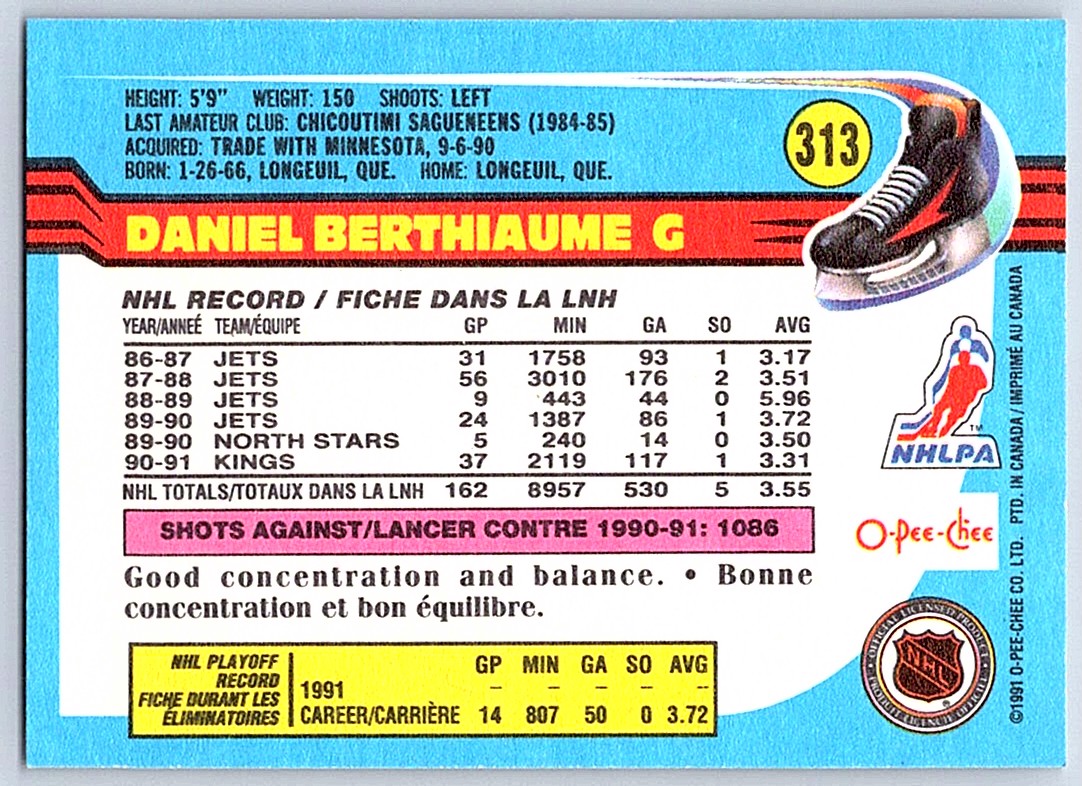 HEIGHT: 5'9" WEIGHT: 150 SHOOTS: LEFT
LAST AMATEUR CLUB: CHICOUTIMI SAGUENEENS (1984-85)
ACQUIRED: TRADE WITH MINNESOTA, 9-6-90
BORN: 1-26-66, LONGEUIL, QUE. HOME: LONGEUIL, QUE.
313
DANIEL BERTHIAUME G
NHL RECORD / FICHE DANS LA LNH
YEAR/ANNEÉ TEAM/ÉQUIPE GP MIN GA SO AVG
86-87 JETS 31 1758 93 1 3.17
87-88 JETS 56 3010 176 2 3.51
88-89 JETS 9 443 44 0 5.96
89-90 JETS 24 1387 86 1 3.72
89-90 NORTH STARS 5 240 14 0 3.50
90-91 KINGS 37 2119 117 1 3.31
NHL TOTALS/TOTAUX DANS LA LNH 162 8957 530 5 3.55
SHOTS AGAINST/LANCER CONTRE 1990-91: 1086
Good concentration and balance. • Bonne
concentration et bon équilibre.
NHL PLAYOFF
RECORD
FICHE DURANT LES
ÉLIMINATOIRES
GP MIN GA SO AVG
1991 – – – – --
CAREER/CARRIÈRE 14 807 50 0 3.72
TM
NHLPA
O-Pee-Chee
OFFICIAL LICENSED PRODUCT
NHL
®
PRODUIT LICENCIÉ OFFICIEL
©1991 O-PEE-CHEE CO. LTD. PTD. IN CANADA / IMPRIMÉ AU CANADA